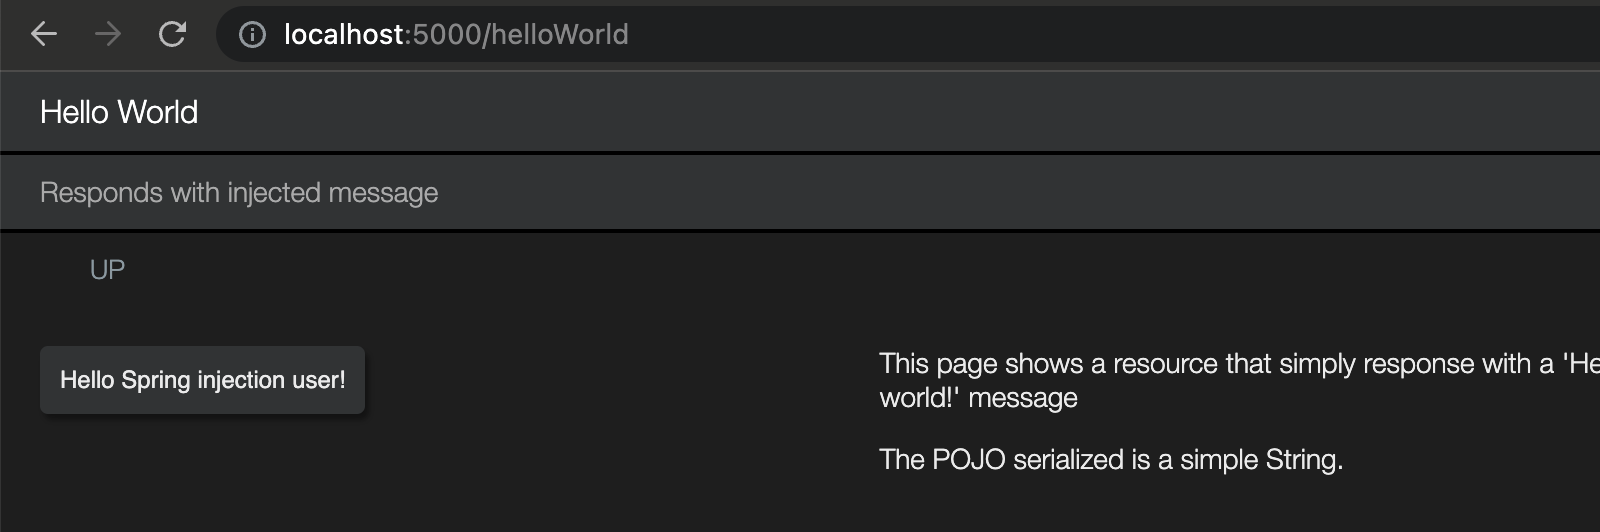 localhost:5000/helloWorld
Hello World
Responds with injected message
UP
Hello Spring injection user!
This page shows a resource that simply response with a 'He
world!' message
The POJO serialized is a simple String.